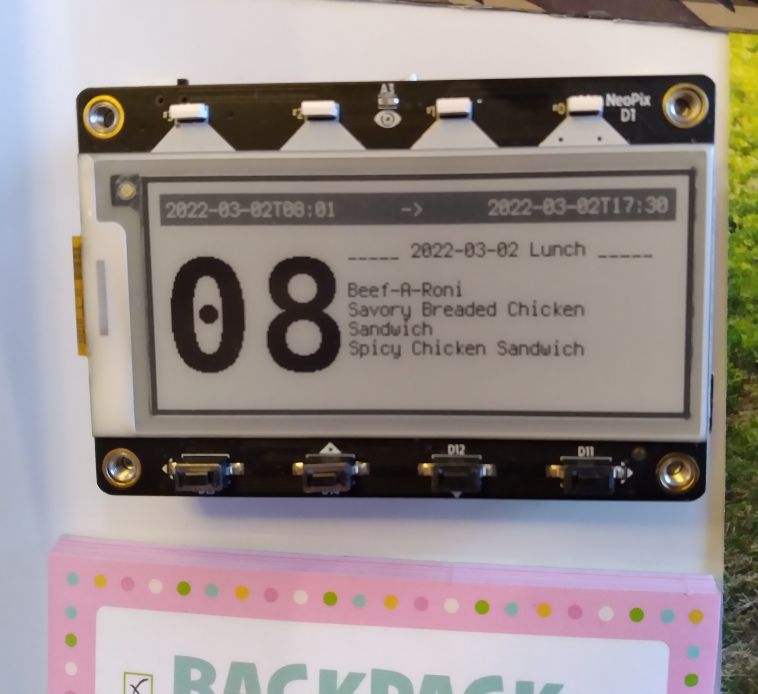 A3
NeoPix
D1
2022-03-02T08:01 -> 2022-03-02T17:30
_____ 2022-03-02 Lunch _____
08
Beef-A-Roni
Savory Breaded Chicken
Sandwich
Spicy Chicken Sandwich
D12
D11
BACKPACK